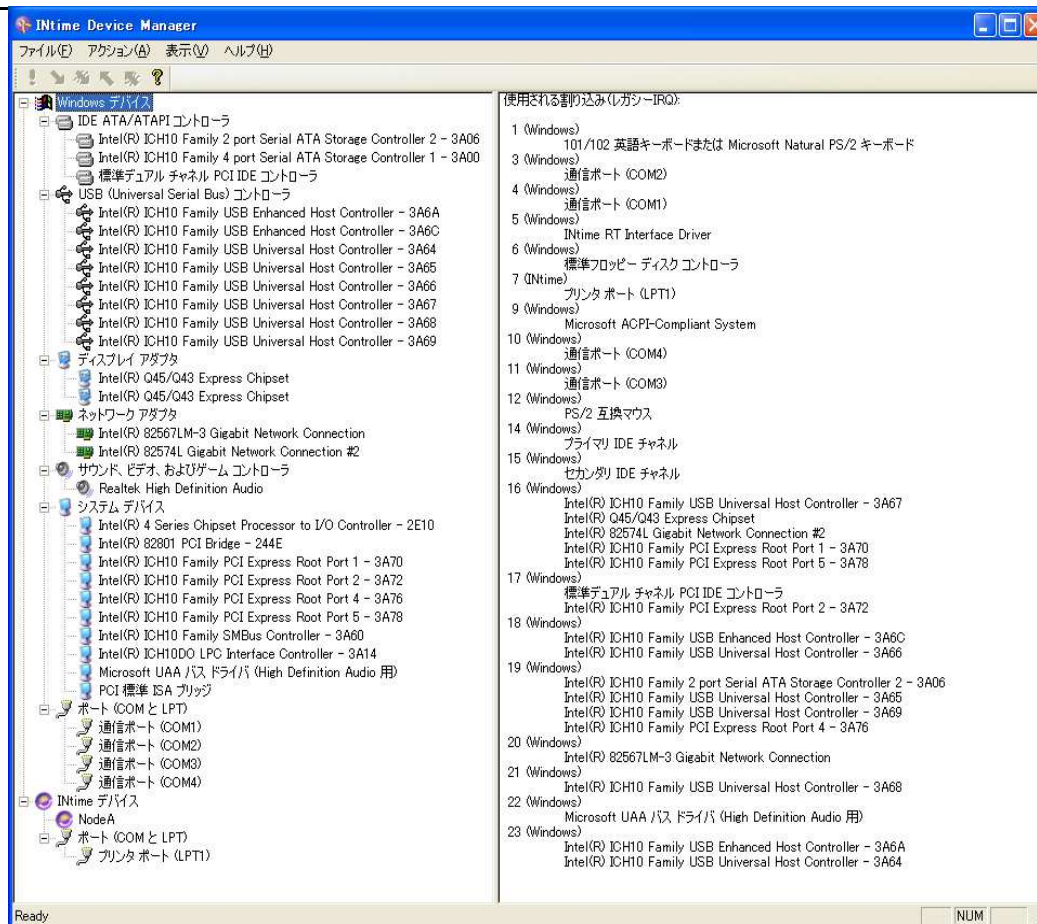 INtime Device Manager
ファイル(F) アクション(A) 表示(V) ヘルプ(H)
Windows デバイス
IDE ATA/ATAPI コントローラ
Intel(R) ICH10 Family 2 port Serial ATA Storage Controller 2 - 3A06
Intel(R) ICH10 Family 4 port Serial ATA Storage Controller 1 - 3A00
標準デュアル チャネル PCI IDE コントローラ
USB (Universal Serial Bus) コントローラ
Intel(R) ICH10 Family USB Enhanced Host Controller - 3A6A
Intel(R) ICH10 Family USB Enhanced Host Controller - 3A6C
Intel(R) ICH10 Family USB Universal Host Controller - 3A64
Intel(R) ICH10 Family USB Universal Host Controller - 3A65
Intel(R) ICH10 Family USB Universal Host Controller - 3A66
Intel(R) ICH10 Family USB Universal Host Controller - 3A67
Intel(R) ICH10 Family USB Universal Host Controller - 3A68
Intel(R) ICH10 Family USB Universal Host Controller - 3A69
ディスプレイ アダプタ
Intel(R) Q45/Q43 Express Chipset
Intel(R) Q45/Q43 Express Chipset
ネットワーク アダプタ
Intel(R) 82567LM-3 Gigabit Network Connection
Intel(R) 82574L Gigabit Network Connection #2
サウンド、ビデオ、およびゲーム コントローラ
Realtek High Definition Audio
システム デバイス
Intel(R) 4 Series Chipset Processor to I/O Controller - 2E10
Intel(R) 82801 PCI Bridge - 244E
Intel(R) ICH10 Family PCI Express Root Port 1 - 3A70
Intel(R) ICH10 Family PCI Express Root Port 2 - 3A72
Intel(R) ICH10 Family PCI Express Root Port 4 - 3A76
Intel(R) ICH10 Family PCI Express Root Port 5 - 3A78
Intel(R) ICH10 Family SMBus Controller - 3A60
Intel(R) ICH10DO LPC Interface Controller - 3A14
Microsoft UAA バス ドライバ (High Definition Audio 用)
PCI 標準 ISA ブリッジ
ポート (COM と LPT)
通信ポート (COM1)
通信ポート (COM2)
通信ポート (COM3)
通信ポート (COM4)
INtime デバイス
NodeA
ポート (COM と LPT)
プリンタ ポート (LPT1)
使用される割り込み(レガシーIRQ):
1 (Windows)
101/102 英語キーボードまたは Microsoft Natural PS/2 キーボード
3 (Windows)
通信ポート (COM2)
4 (Windows)
通信ポート (COM1)
5 (Windows)
INtime RT Interface Driver
6 (Windows)
標準フロッピー ディスク コントローラ
7 (INtime)
プリンタ ポート (LPT1)
9 (Windows)
Microsoft ACPI-Compliant System
10 (Windows)
通信ポート (COM4)
11 (Windows)
通信ポート (COM3)
12 (Windows)
PS/2 互換マウス
14 (Windows)
プライマリ IDE チャネル
15 (Windows)
セカンダリ IDE チャネル
16 (Windows)
Intel(R) ICH10 Family USB Universal Host Controller - 3A67
Intel(R) Q45/Q43 Express Chipset
Intel(R) 82574L Gigabit Network Connection #2
Intel(R) ICH10 Family PCI Express Root Port 1 - 3A70
Intel(R) ICH10 Family PCI Express Root Port 5 - 3A78
17 (Windows)
標準デュアル チャネル PCI IDE コントローラ
Intel(R) ICH10 Family PCI Express Root Port 2 - 3A72
18 (Windows)
Intel(R) ICH10 Family USB Enhanced Host Controller - 3A6C
Intel(R) ICH10 Family USB Universal Host Controller - 3A66
19 (Windows)
Intel(R) ICH10 Family 2 port Serial ATA Storage Controller 2 - 3A06
Intel(R) ICH10 Family USB Universal Host Controller - 3A65
Intel(R) ICH10 Family USB Universal Host Controller - 3A69
Intel(R) ICH10 Family PCI Express Root Port 4 - 3A76
20 (Windows)
Intel(R) 82567LM-3 Gigabit Network Connection
21 (Windows)
Intel(R) ICH10 Family USB Universal Host Controller - 3A68
22 (Windows)
Microsoft UAA バス ドライバ (High Definition Audio 用)
23 (Windows)
Intel(R) ICH10 Family USB Enhanced Host Controller - 3A6A
Intel(R) ICH10 Family USB Universal Host Controller - 3A64
Ready
NUM